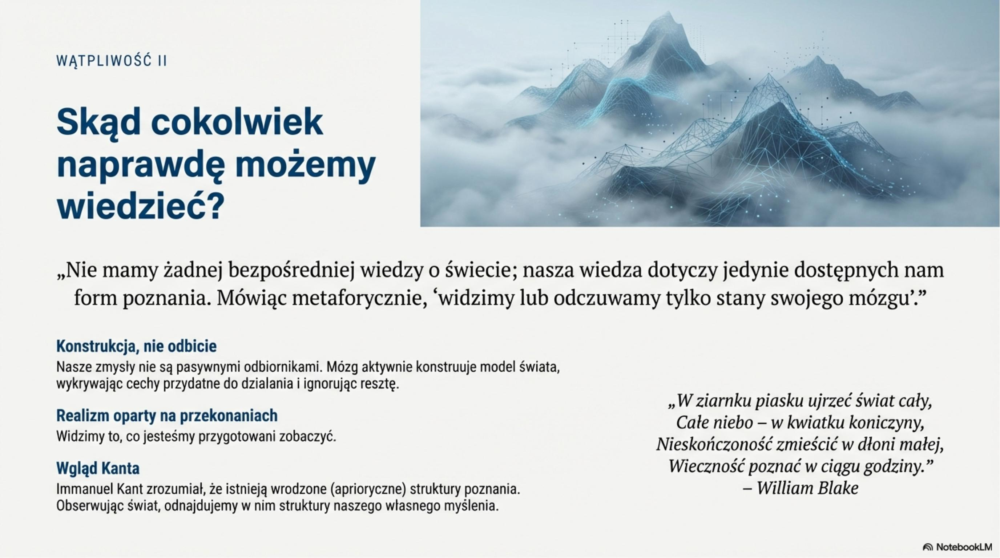 WĄTPLIWOŚĆ II
Skąd cokolwiek
naprawdę możemy
wiedzieć?
„Nie mamy żadnej bezpośredniej wiedzy o świecie; nasza wiedza dotyczy jedynie dostępnych nam
form poznania. Mówiąc metaforycznie, ‘widzimy lub odczuwamy tylko stany swojego mózgu’.”
Konstrukcja, nie odbicie
Nasze zmysły nie są pasywnymi odbiornikami. Mózg aktywnie konstruuje model świata,
wykrywając cechy przydatne do dzialania i ignorując resztę.
Realizm oparty na przekonaniach
Widzimy to, co jesteśmy przygotowani zobaczyć.
Wgląd Kanta
Immanuel Kant zrozumiał, że istnieją wrodzone (aprioryczne) struktury poznania.
Obserwując świat, odnajdujemy w nim struktury naszego własnego myślenia.
„W ziarnku piasku ujrzeć świat cały,
Całe niebo – w kwiatku koniczyny,
Nieskończoność zmieścić w dłoni małej,
Wieczność poznać w ciągu godziny.”
– William Blake
NotebookLM